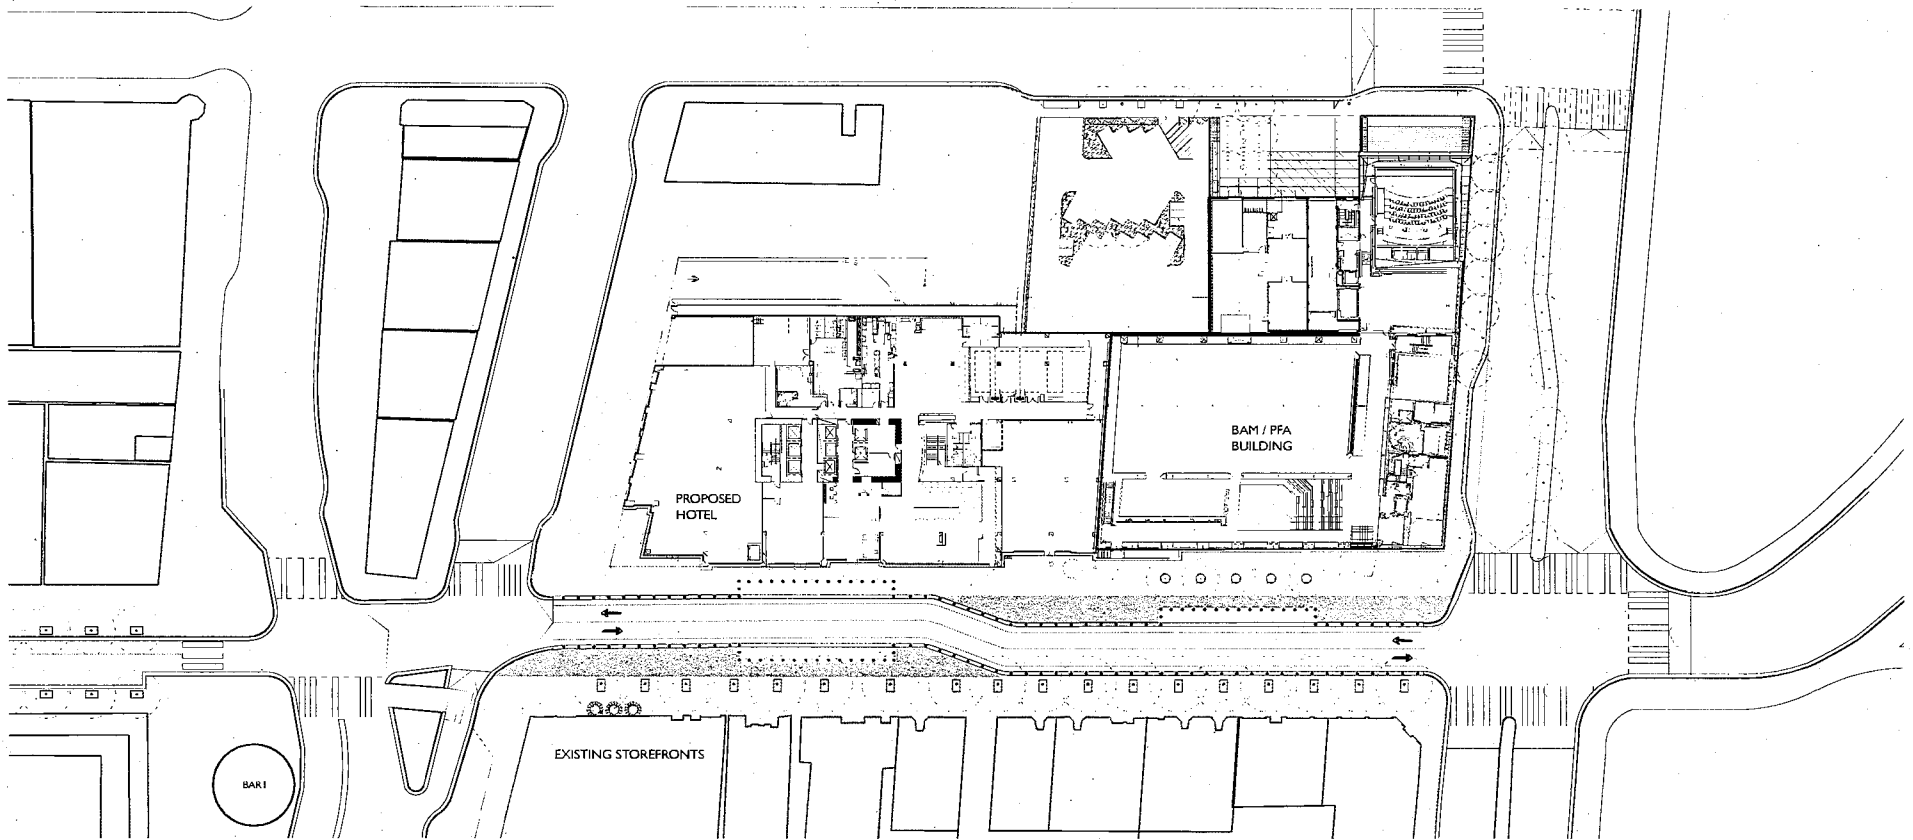 BAM / PFA
BUILDING
PROPOSED
HOTEL
EXISTING STOREFRONTS
BART